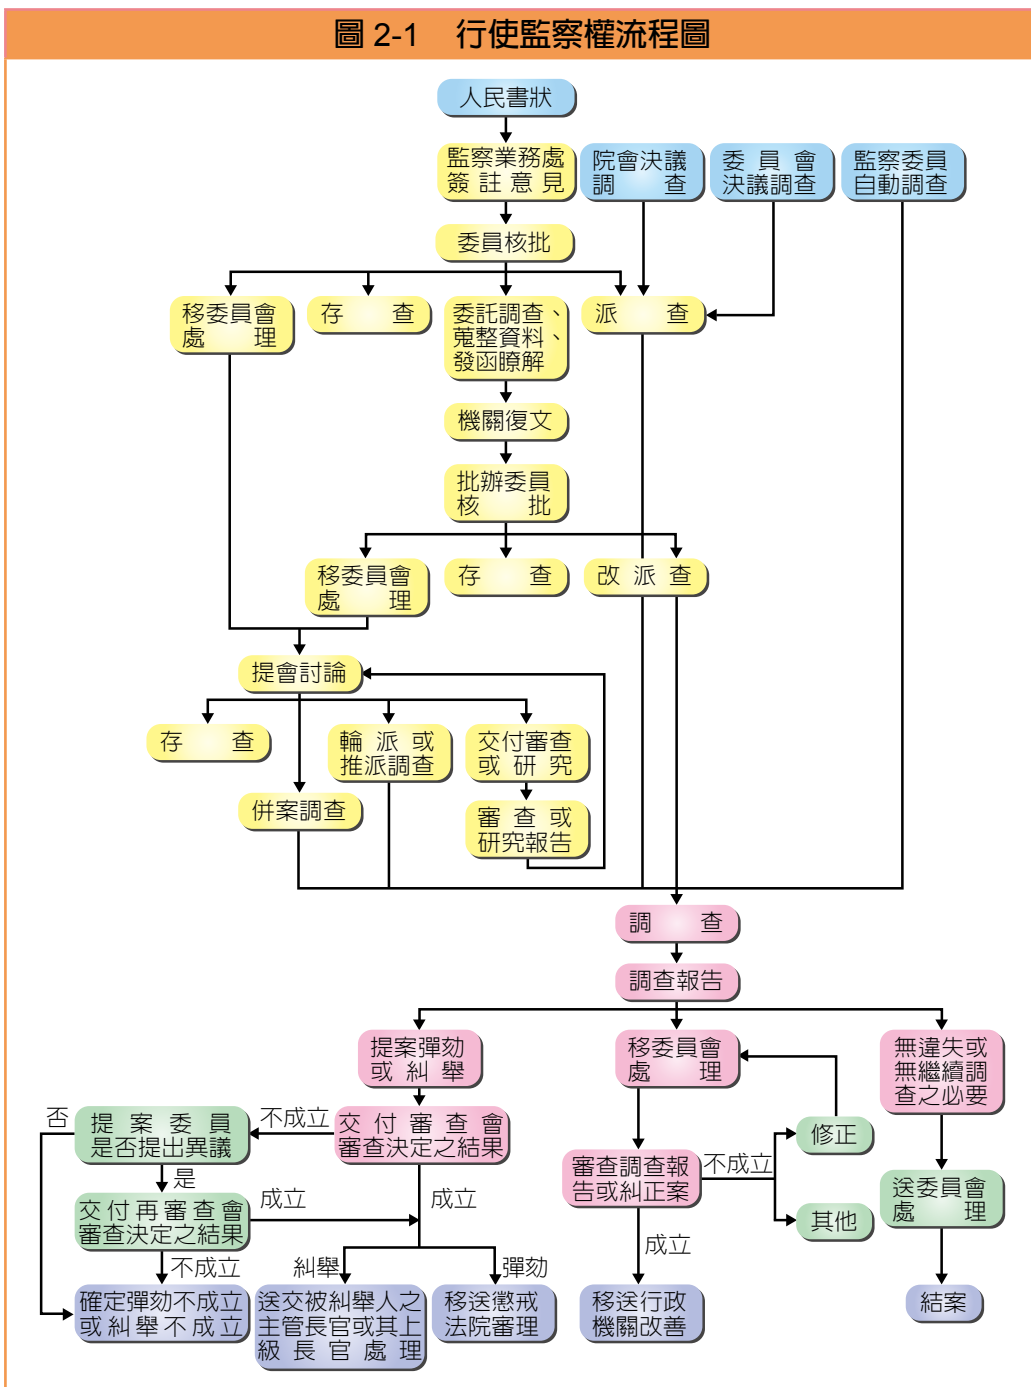 圖 2-1　行使監察權流程圖
人民書狀
監察業務處
簽註意見
院會決議
調查
委員會
決議調查
監察委員
自動調查
委員核批
移委員會
處理
存查
委託調查、
蒐整資料、
發函瞭解
派查
機關復文
批辦委員
核批
移委員會
處理
存查
改派查
提會討論
存查
輪派或
推派調查
交付審查
或研究
併案調查
審查或
研究報告
調查
調查報告
提案彈劾
或糾舉
移委員會
處理
無違失或
無繼續調
查之必要
否
提案委員
是否提出異議
不成立
交付審查會
審查決定之結果
修正
審查調查報
告或糾正案
不成立
是
成立
成立
交付再審查會
審查決定之結果
其他
送委員會
處理
不成立
糾舉
彈劾
成立
確定彈劾不成立
或糾舉不成立
送交被糾舉人之
主管長官或其上
級長官處理
移送懲戒
法院審理
移送行政
機關改善
結案